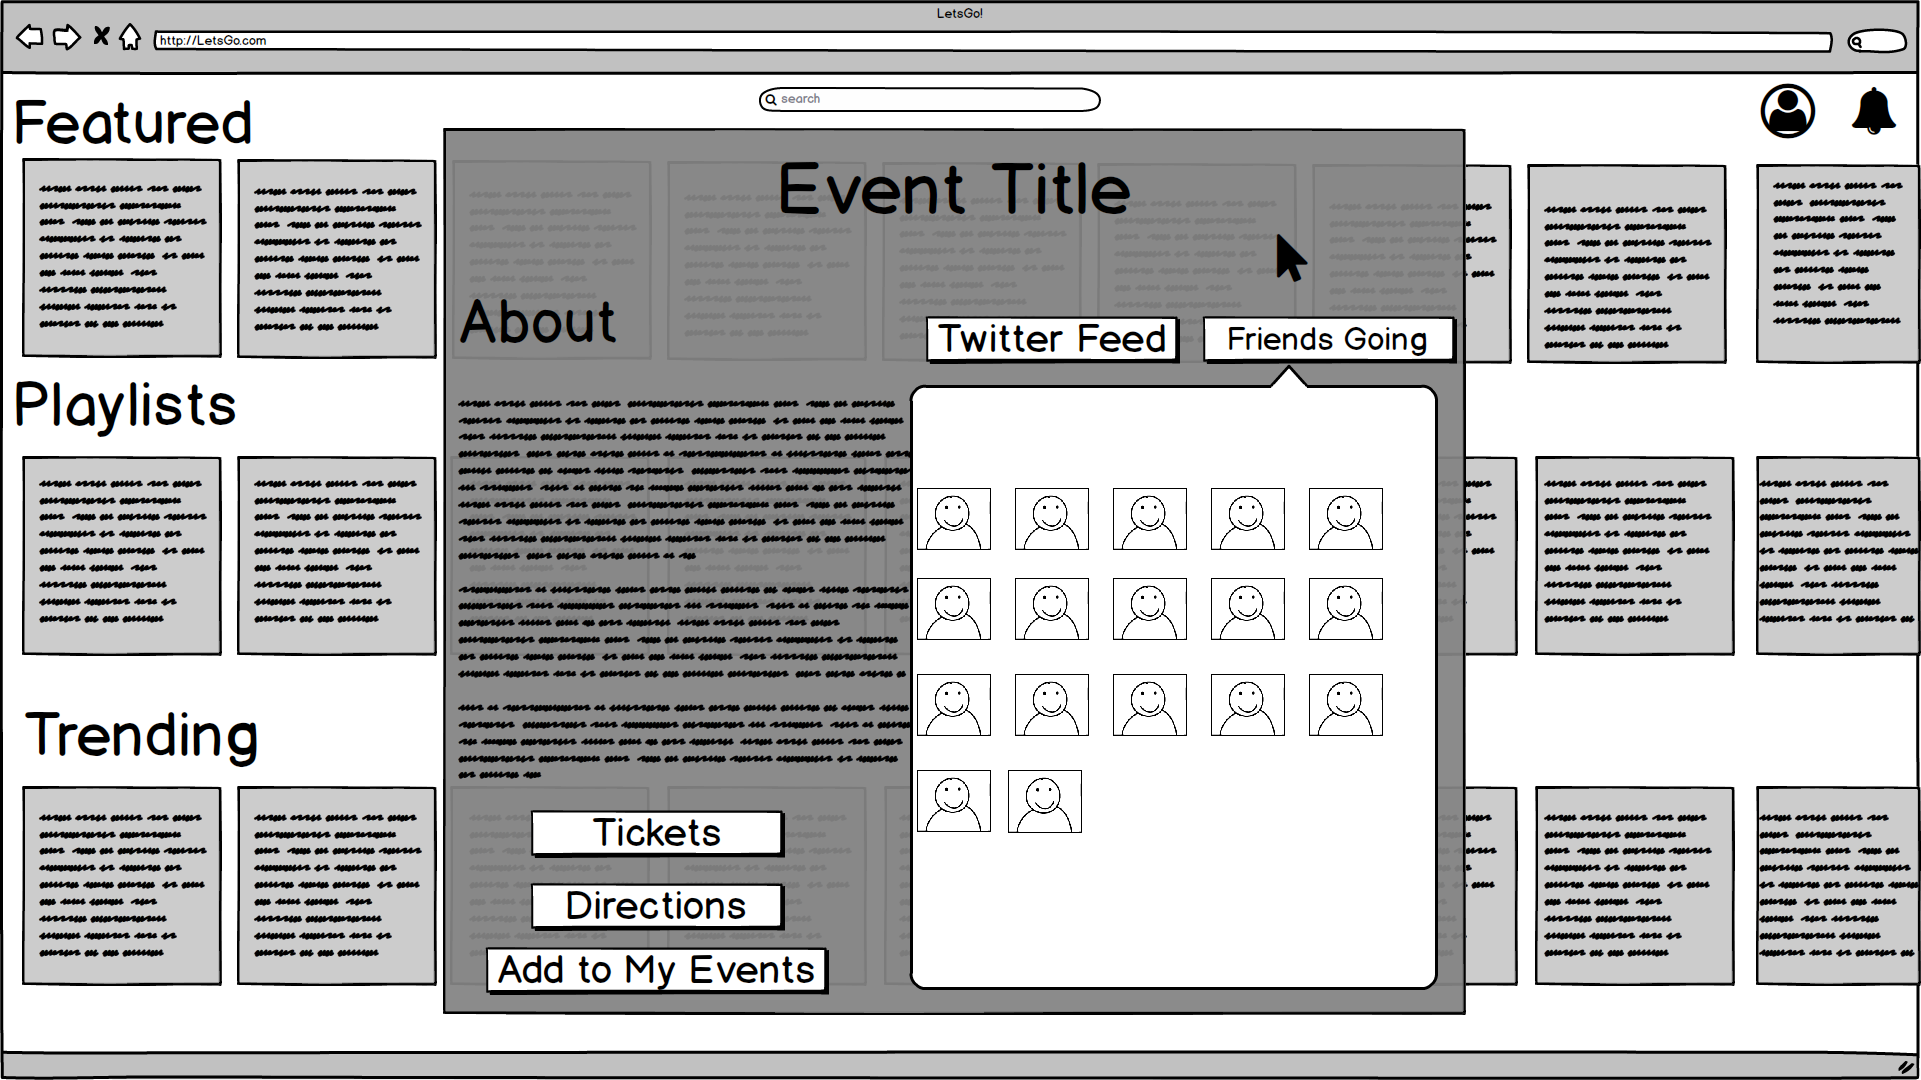 LetsGo!
http://LetsGo.com
search
Featured
Event Title
About
Twitter Feed
Friends Going
Playlists
Trending
Tickets
Directions
Add to My Events